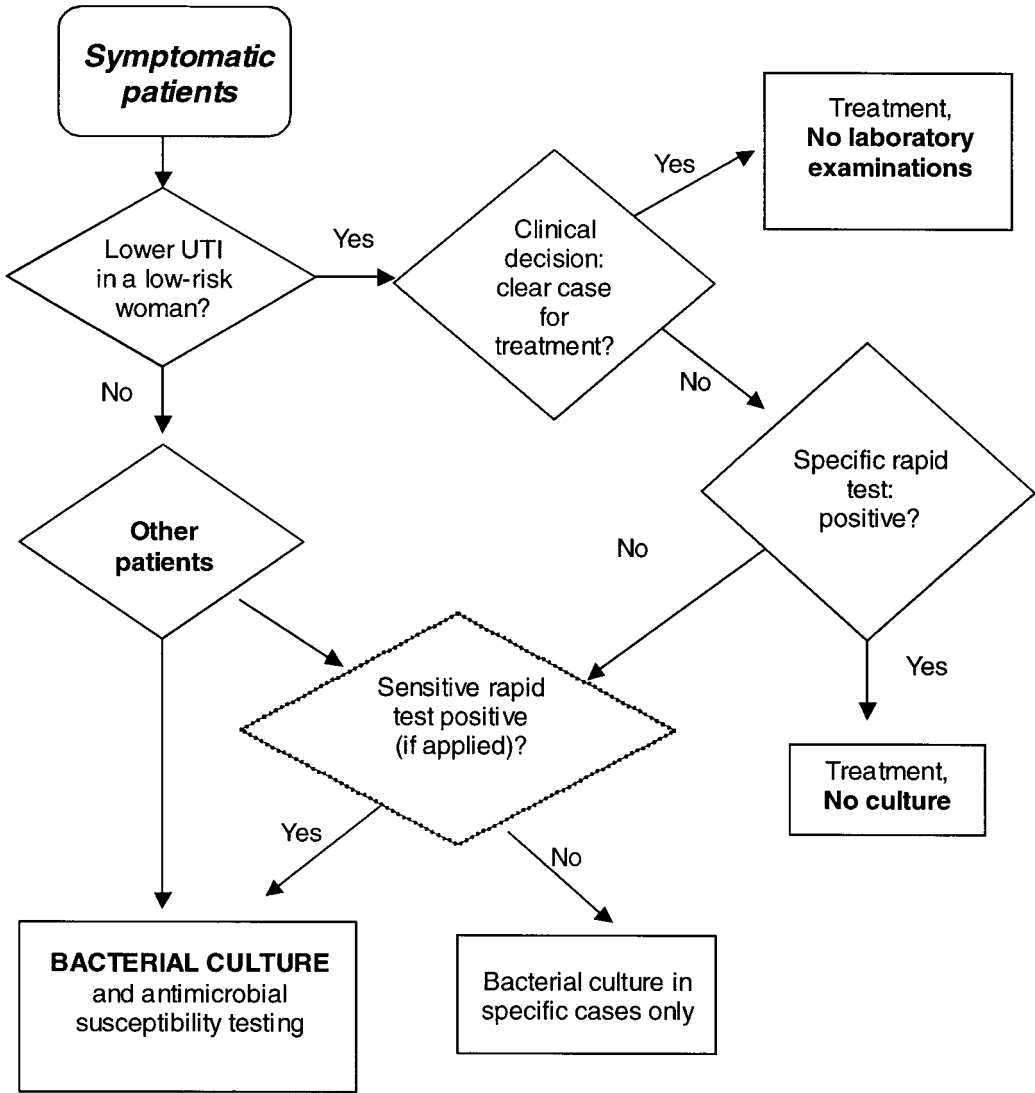 Symptomatic
patients
Treatment,
No laboratory
examinations
Yes
Clinical
decision:
clear case
for
treatment?
Yes
Lower UTI
in a low-risk
woman?
No
No
Specific rapid
test:
positive?
Other
patients
No
Yes
Sensitive rapid
test positive
(if applied)?
Treatment,
No culture
Yes
No
BACTERIAL CULTURE
and antimicrobial
susceptibility testing
Bacterial culture in
specific cases only